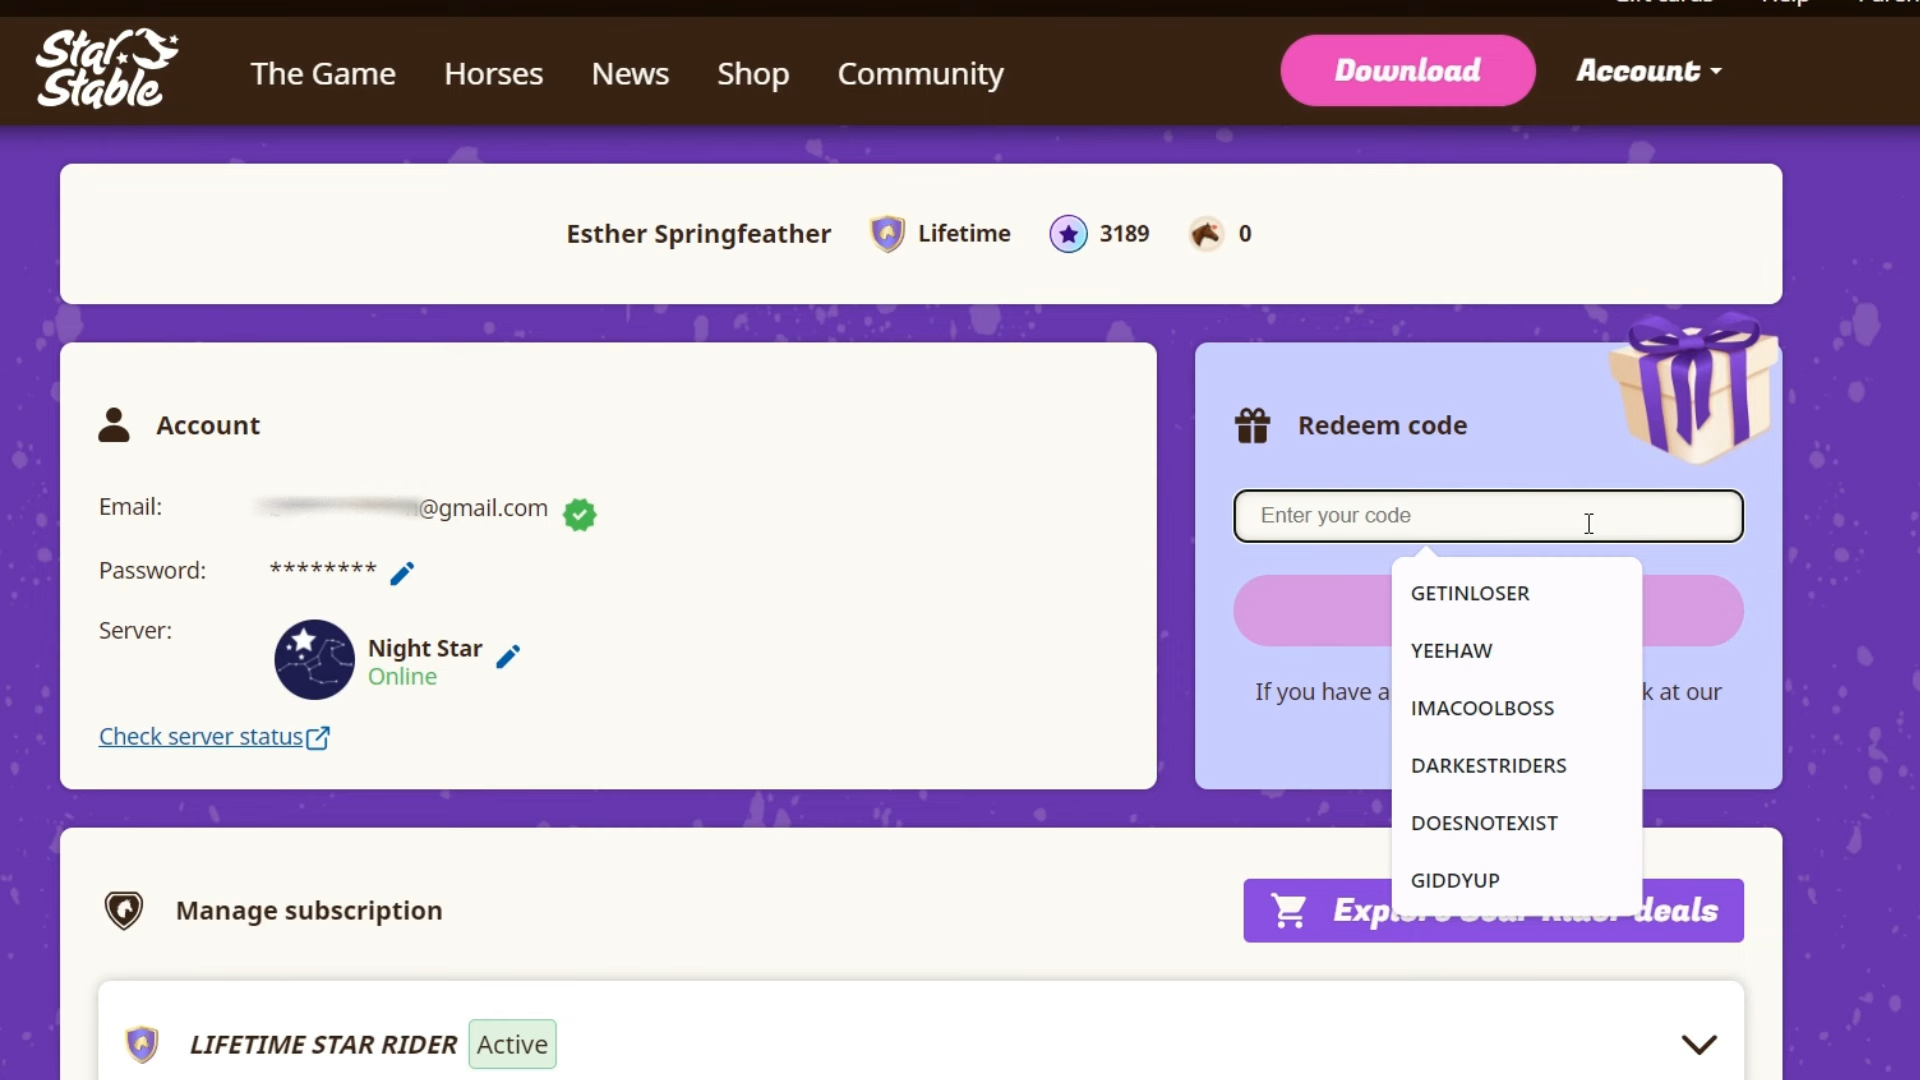 Star Stable
The Game
Horses
News
Shop
Community
Download
Account
Esther Springfeather
Lifetime
3189
0
Account
Email:
@gmail.com
Password:
********
Server:
Night Star
Online
Check server status
Redeem code
Enter your code
GETINLOSER
YEEHAW
IMACOOLBOSS
DARKESTRIDERS
DOESNOTEXIST
GIDDYUP
If you have a
at our
Manage subscription
deals
LIFETIME STAR RIDER
Active